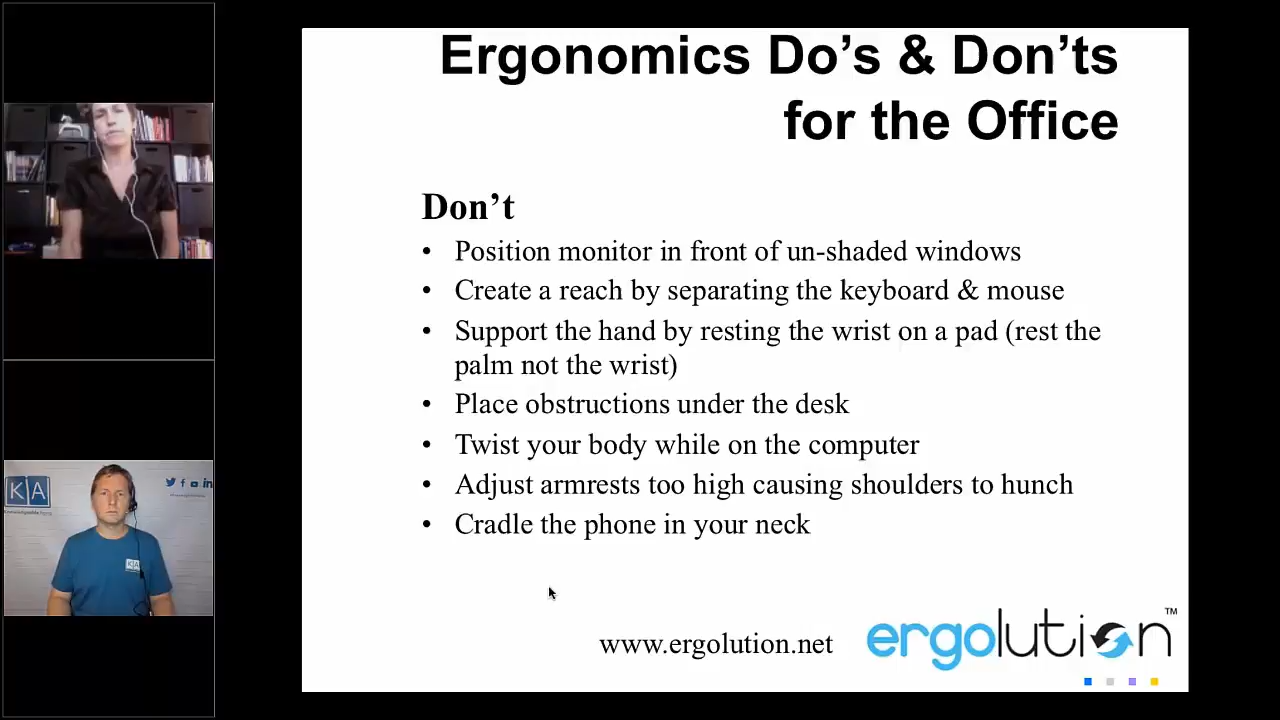 Ergonomics Do’s & Don’ts
for the Office
Don’t
• Position monitor in front of un-shaded windows
• Create a reach by separating the keyboard & mouse
• Support the hand by resting the wrist on a pad (rest the
palm not the wrist)
• Place obstructions under the desk
• Twist your body while on the computer
• Adjust armrests too high causing shoulders to hunch
• Cradle the phone in your neck
www.ergolution.net
ergolution™
KA
KA